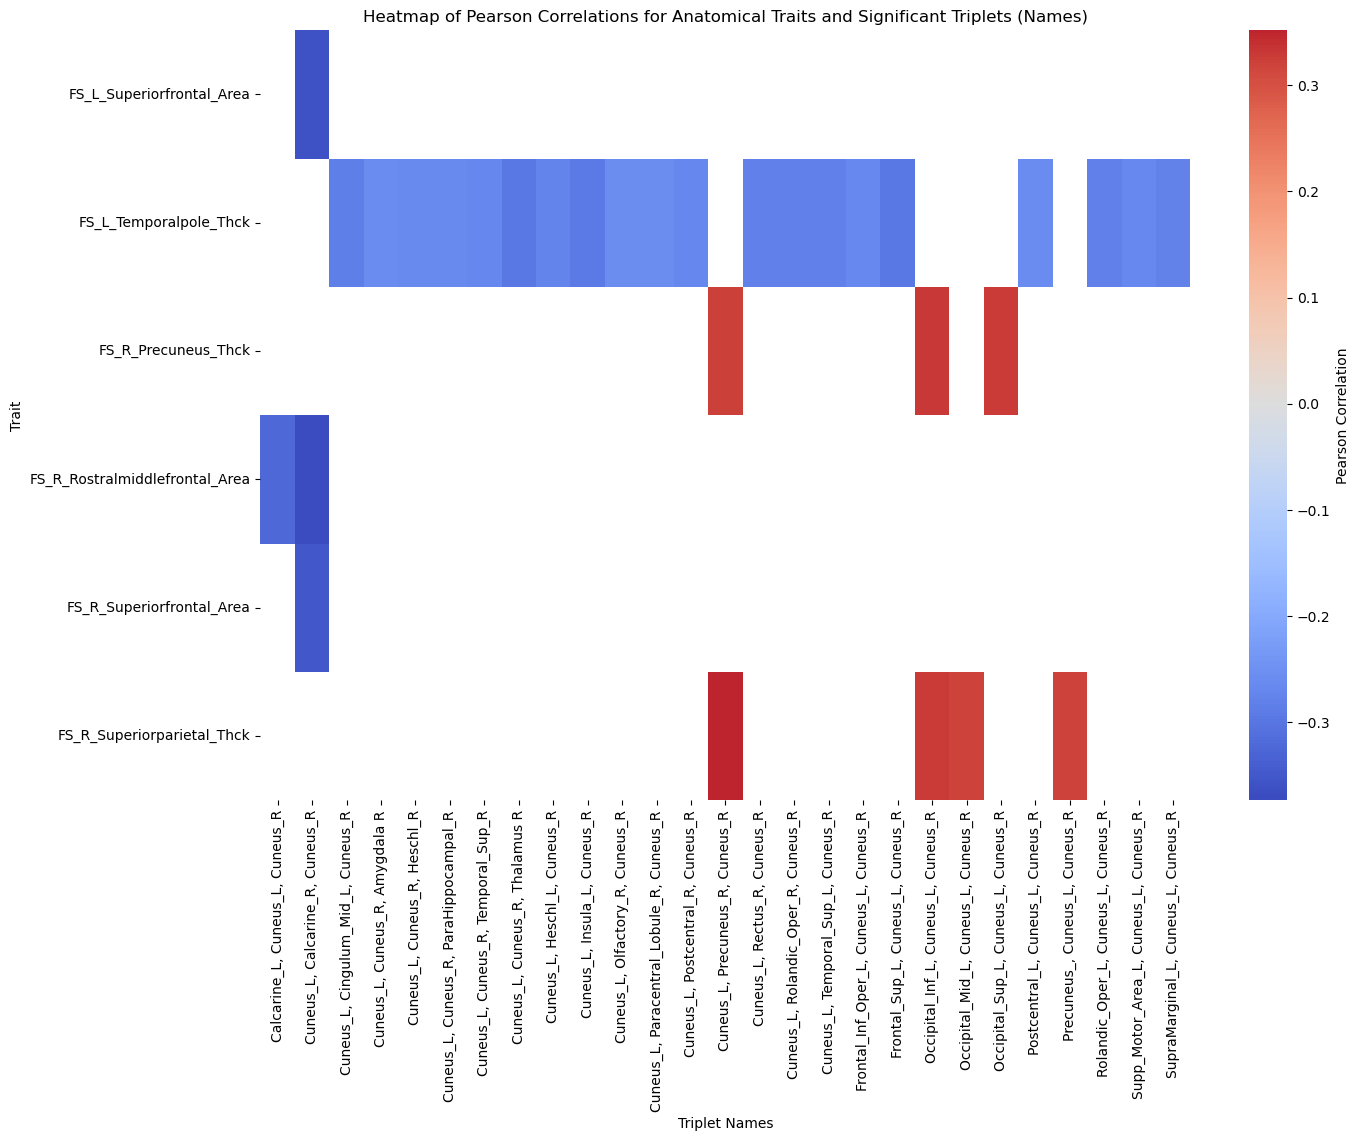 Heatmap of Pearson Correlations for Anatomical Traits and Significant Triplets (Names)
Trait
FS_L_Superiorfrontal_Area
FS_L_Temporalpole_Thck
FS_R_Precuneus_Thck
FS_R_Rostralmiddlefrontal_Area
FS_R_Superiorfrontal_Area
FS_R_Superiorparietal_Thck
Calcarine_L, Cuneus_L, Cuneus_R
Cuneus_L, Calcarine_R, Cuneus_R
Cuneus_L, Cingulum_Mid_L, Cuneus_R
Cuneus_L, Cuneus_R, Amygdala R
Cuneus_L, Cuneus_R, Heschl_R
Cuneus_L, Cuneus_R, ParaHippocampal_R
Cuneus_L, Cuneus_R, Temporal_Sup_R
Cuneus_L, Cuneus_R, Thalamus R
Cuneus_L, Heschl_L, Cuneus_R
Cuneus_L, Insula_L, Cuneus_R
Cuneus_L, Olfactory_R, Cuneus_R
Cuneus_L, Paracentral_Lobule_R, Cuneus_R
Cuneus_L, Postcentral_R, Cuneus_R
Cuneus_L, Precuneus_R, Cuneus_R
Cuneus_L, Rectus_R, Cuneus_R
Cuneus_L, Rolandic_Oper_R, Cuneus_R
Cuneus_L, Temporal_Sup_L, Cuneus_R
Frontal_Inf_Oper_L, Cuneus_L, Cuneus_R
Frontal_Sup_L, Cuneus_L, Cuneus_R
Occipital_Inf_L, Cuneus_L, Cuneus_R
Occipital_Mid_L, Cuneus_L, Cuneus_R
Occipital_Sup_L, Cuneus_L, Cuneus_R
Postcentral_L, Cuneus_L, Cuneus_R
Precuneus_, Cuneus_L, Cuneus_R
Rolandic_Oper_L, Cuneus_L, Cuneus_R
Supp_Motor_Area_L, Cuneus_L, Cuneus_R
SupraMarginal_L, Cuneus_L, Cuneus_R
Triplet Names
0.3
0.2
0.1
0.0
−0.1
−0.2
−0.3
Pearson Correlation